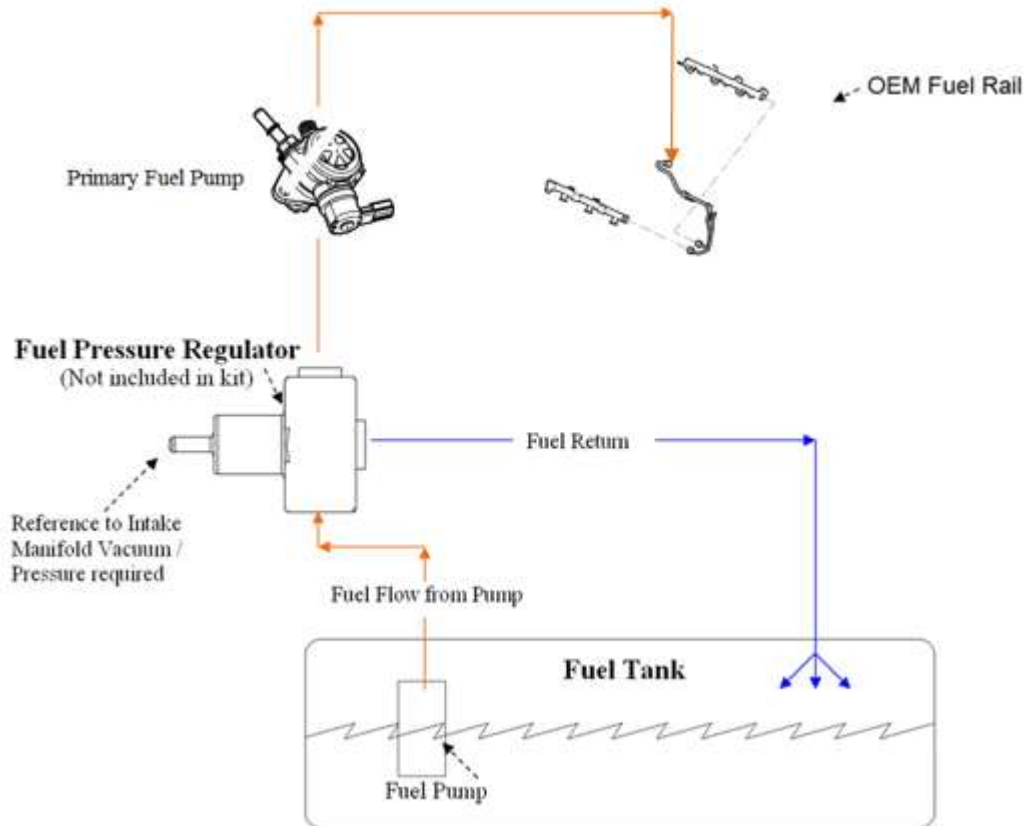 OEM Fuel Rail
Primary Fuel Pump
Fuel Pressure Regulator
(Not included in kit)
Fuel Return
Reference to Intake
Manifold Vacuum /
Pressure required
Fuel Flow from Pump
Fuel Tank
Fuel Pump